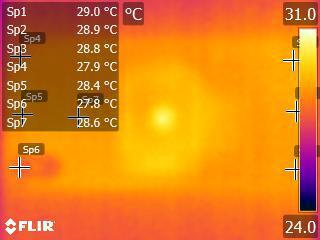 Sp1 29.0 °C
Sp2 28.9 °C
Sp3 28.8 °C
Sp4 27.9 °C
Sp5 28.4 °C
Sp6 27.8 °C
Sp7 28.6 °C
°C
31.0
Sp4
Sp5
Sp6
FLIR
24.0